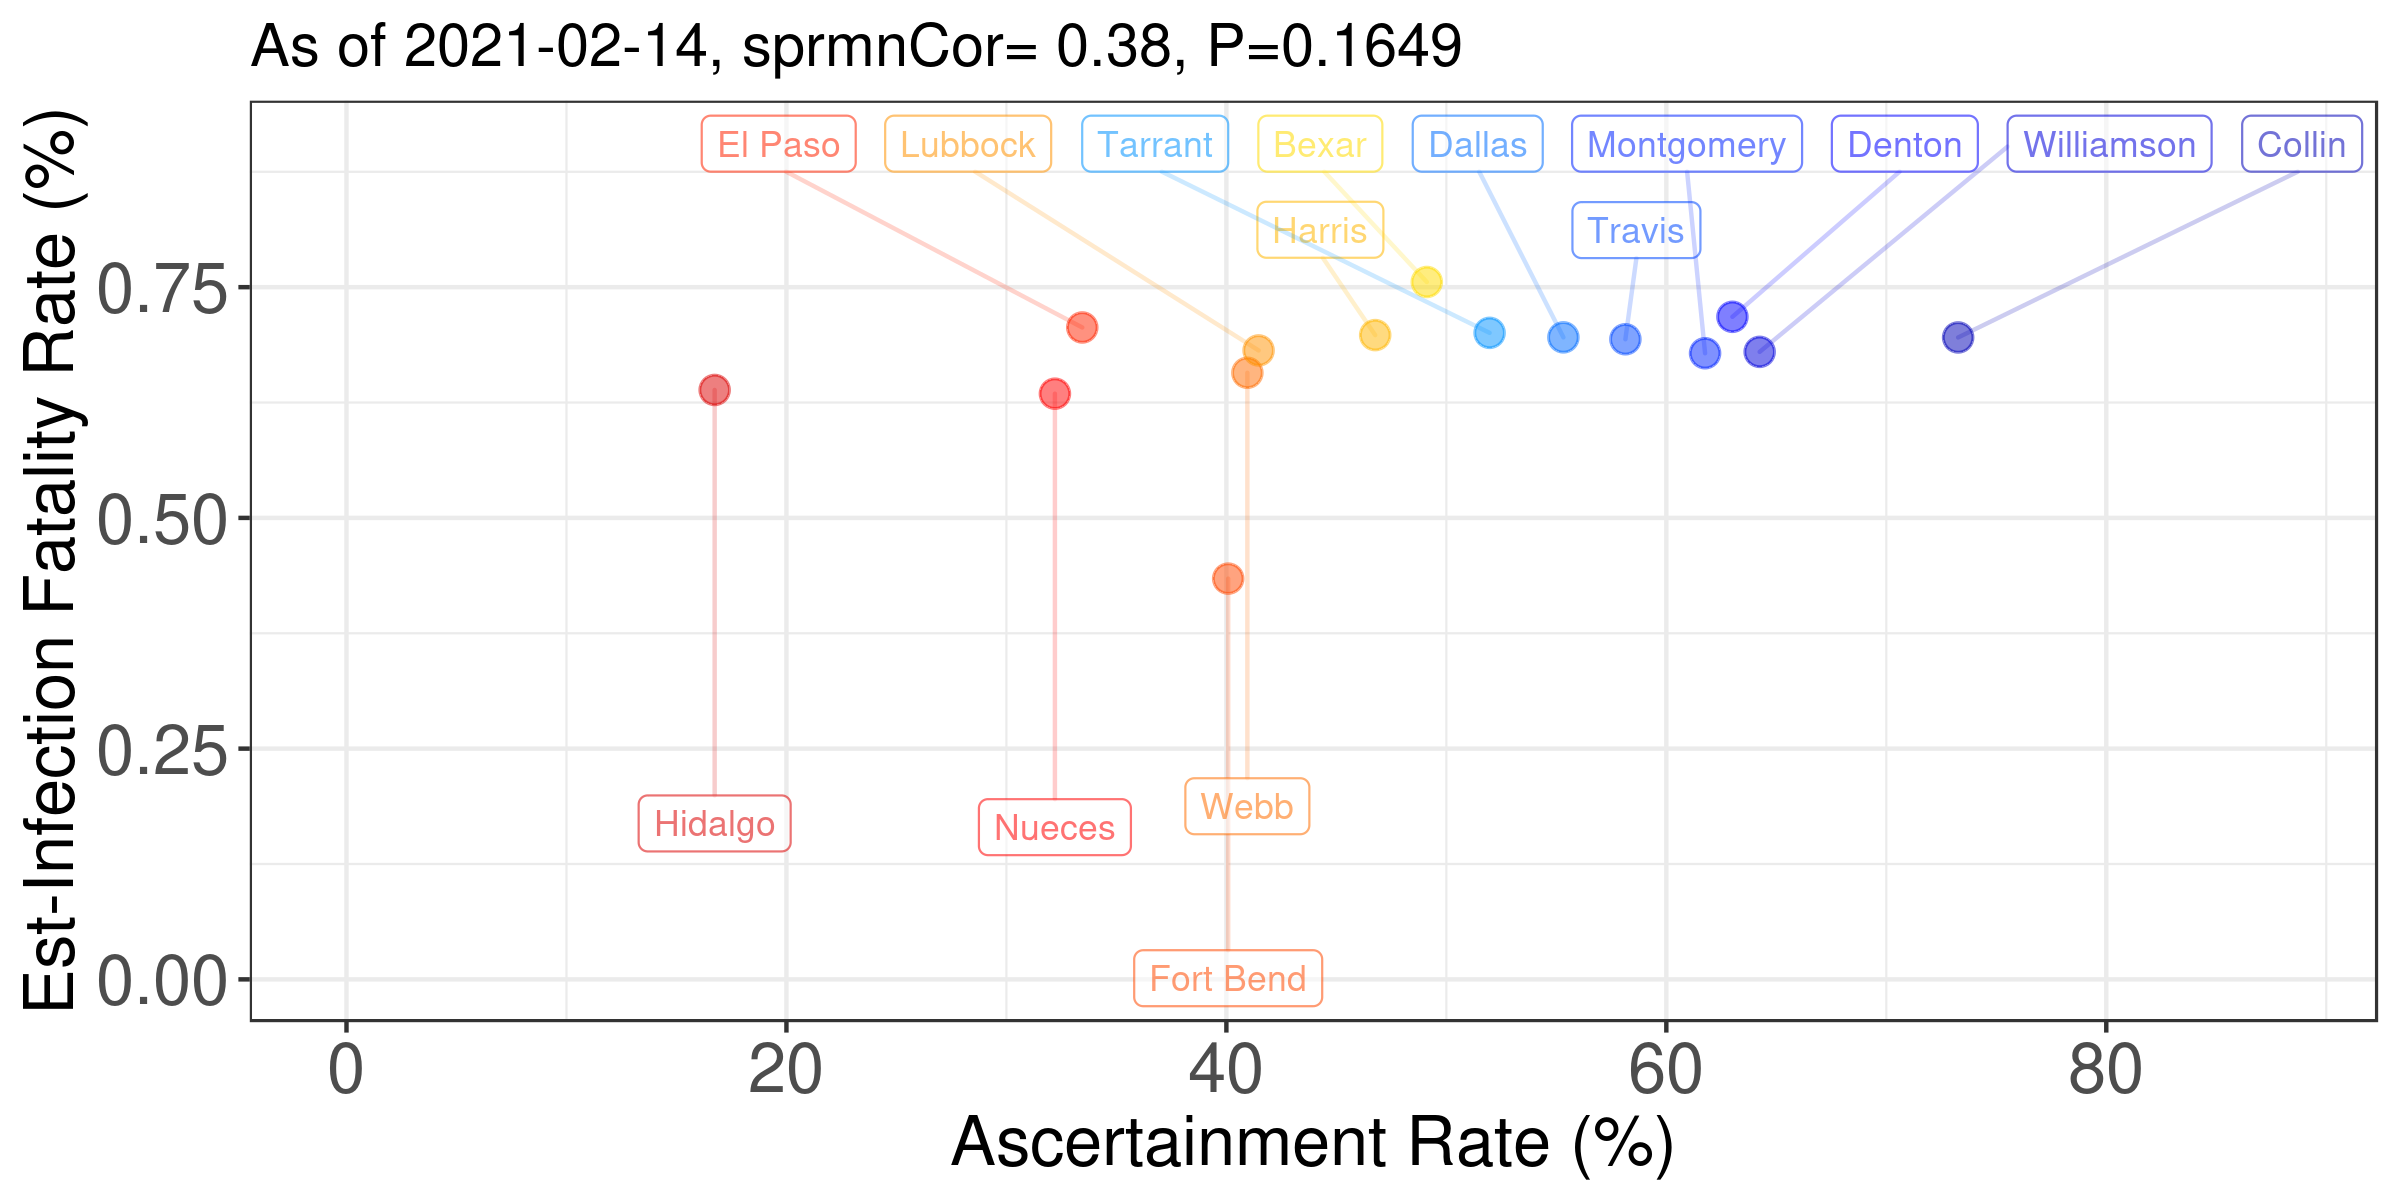 As of 2021-02-14, sprmnCor= 0.38, P=0.1649
El Paso Lubbock Tarrant Bexar Dallas Montgomery Denton Williamson Collin
Harris Travis
0.75
0.50
0.25
0.00
Hidalgo Nueces Webb
Fort Bend
0 20 40 60 80
Ascertainment Rate (%)
Est-Infection Fatality Rate (%)